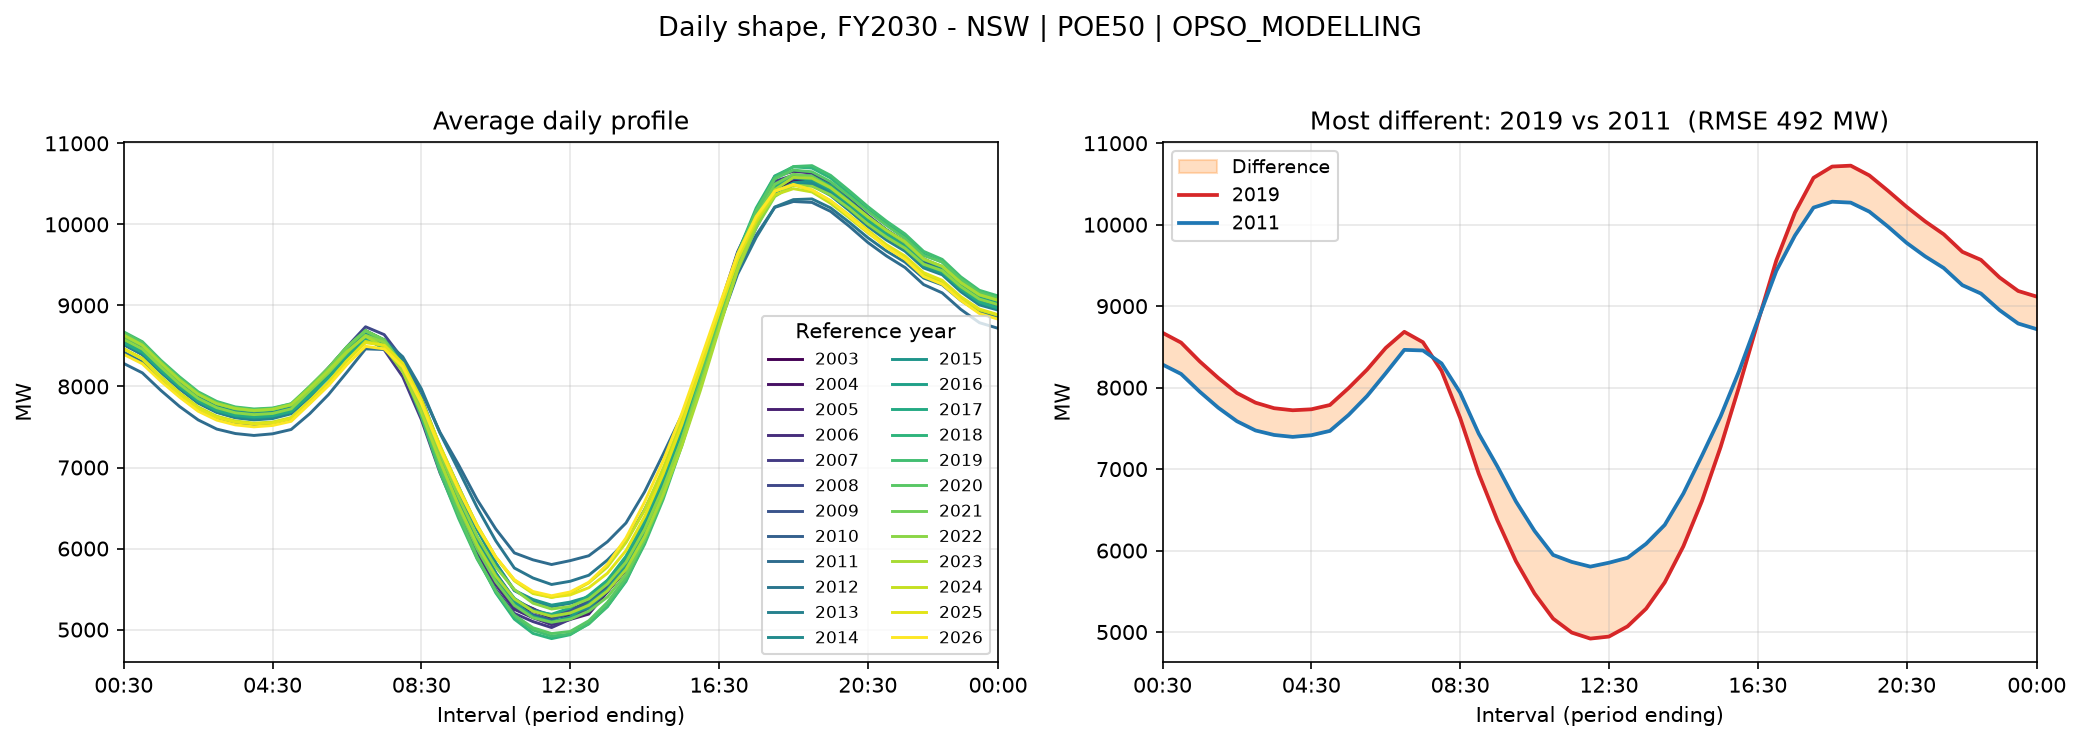 Daily shape, FY2030 - NSW | POE50 | OPSO_MODELLING
Average daily profile
MW
11000
10000
9000
8000
7000
6000
5000
00:30 04:30 08:30 12:30 16:30 20:30 00:00
Interval (period ending)
Reference year
2003 2015
2004 2016
2005 2017
2006 2018
2007 2019
2008 2020
2009 2021
2010 2022
2011 2023
2012 2024
2013 2025
2014 2026
Most different: 2019 vs 2011 (RMSE 492 MW)
MW
11000
10000
9000
8000
7000
6000
5000
Difference
2019
2011
00:30 04:30 08:30 12:30 16:30 20:30 00:00
Interval (period ending)